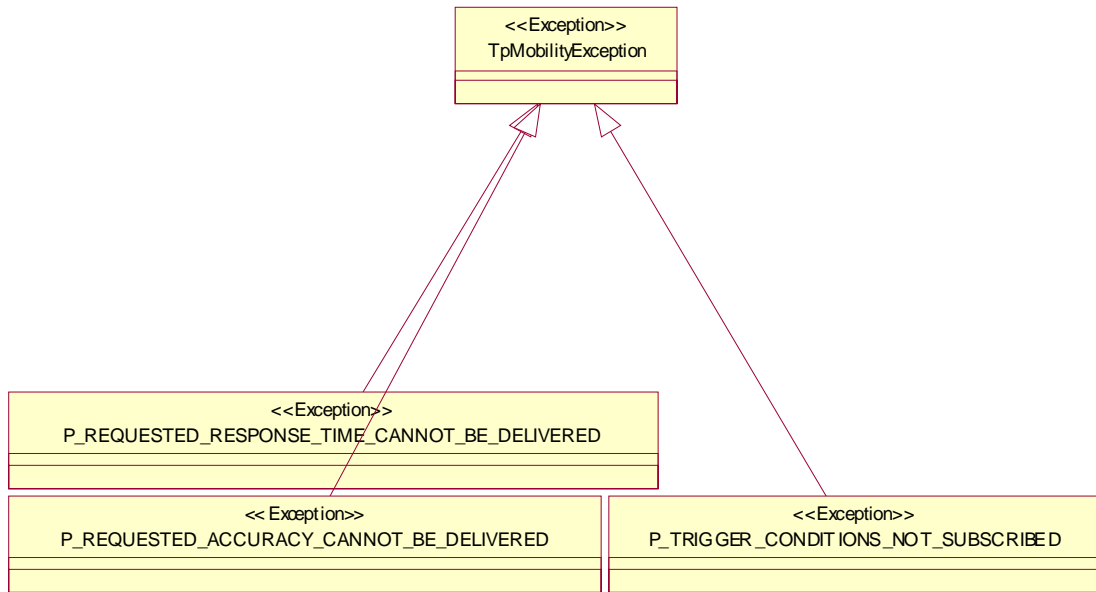 <<Exception>>
TpMobilityException
<<Exception>>
P_REQUESTED_RESPONSE_TIME_CANNOT_BE_DELIVERED
<<Exception>>
P_REQUESTED_ACCURACY_CANNOT_BE_DELIVERED
<<Exception>>
P_TRIGGER_CONDITIONS_NOT_SUBSCRIBED